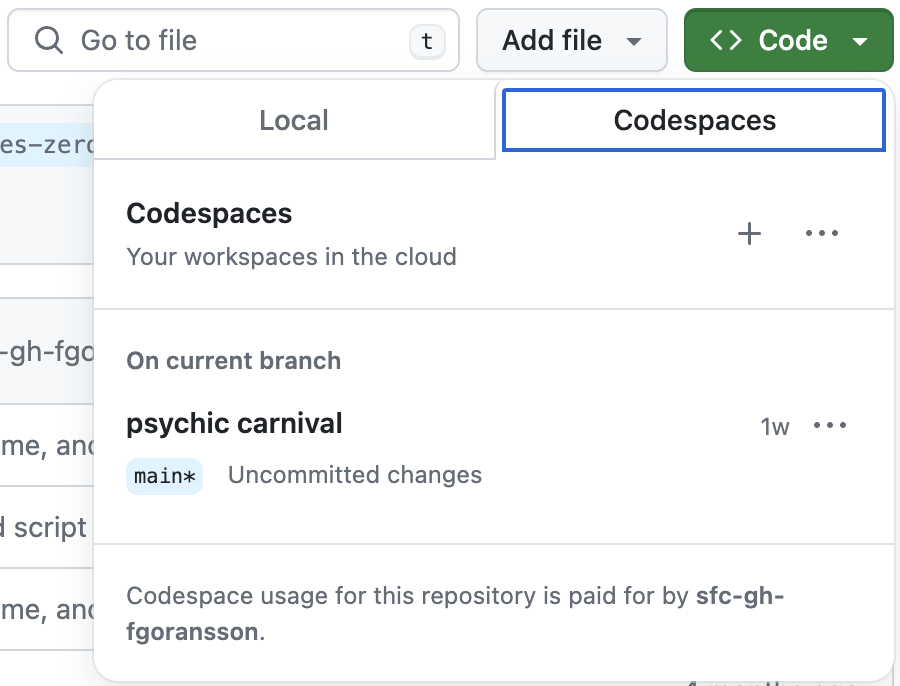 Go to file
t
Add file
Code
Local
Codespaces
Codespaces
Your workspaces in the cloud
-gh-fgo
On current branch
me, and
psychic carnival
1w
main*
Uncommitted changes
d script
me, and
Codespace usage for this repository is paid for by sfc-gh-
fgoransson.